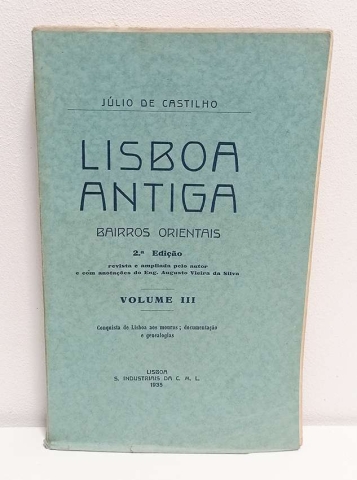 JÚLIO DE CASTILHO
LISBOA
ANTIGA
BAIRROS ORIENTAIS
2.ª Edição
revista e ampliada pelo autor
e com anotações do Eng. Augusto Vieira da Silva
VOLUME III
Conquista de Lisboa aos mouros; documentação
e genealogias
LISBOA
S. INDUSTRIAIS DA C. M. L.
1935